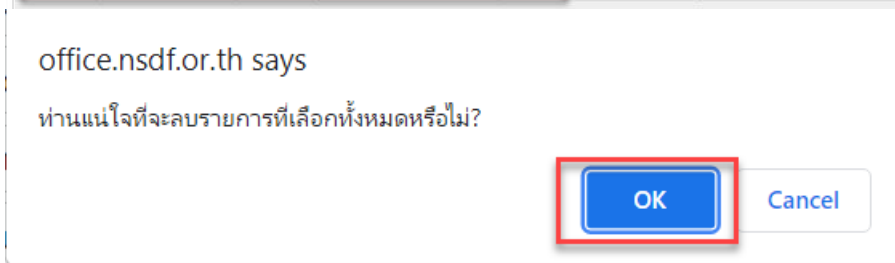 office.nsdf.or.th says
ท่านแน่ใจที่จะลบรายการที่เลือกทั้งหมดหรือไม่?
OK
Cancel